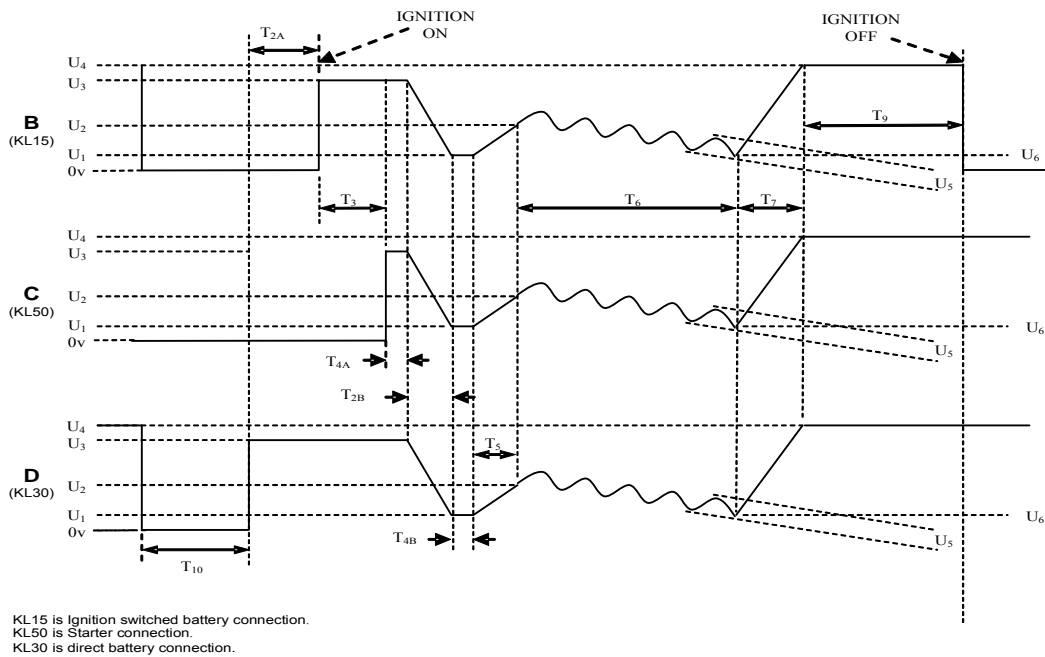 IGNITION
ON
IGNITION
OFF
T2A
U4
U3
B
(KL15)
U2
U1
0v
T9
U6
U5
T3
T6
T7
U4
U3
C
(KL50)
U2
U1
0v
U6
U5
T4A
T2B
U4
U3
D
(KL30)
U2
U1
0v
T5
U6
U5
T4B
T10
KL15 is Ignition switched battery connection.
KL50 is Starter connection.
KL30 is direct battery connection.